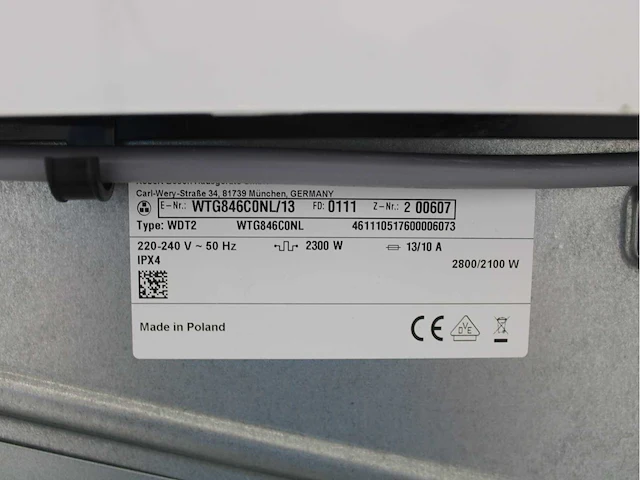 Carl-Wery-Straße 34, 81739 München, GERMANY
E-Nr.: WTG846C0NL/13 FD: 0111 Z-Nr.: 2 00607
Type: WDT2 WTG846C0NL 461110517600006073
220-240 V ~ 50 Hz 2300 W 13/10 A
IPX4 2800/2100 W
Made in Poland CE VDE